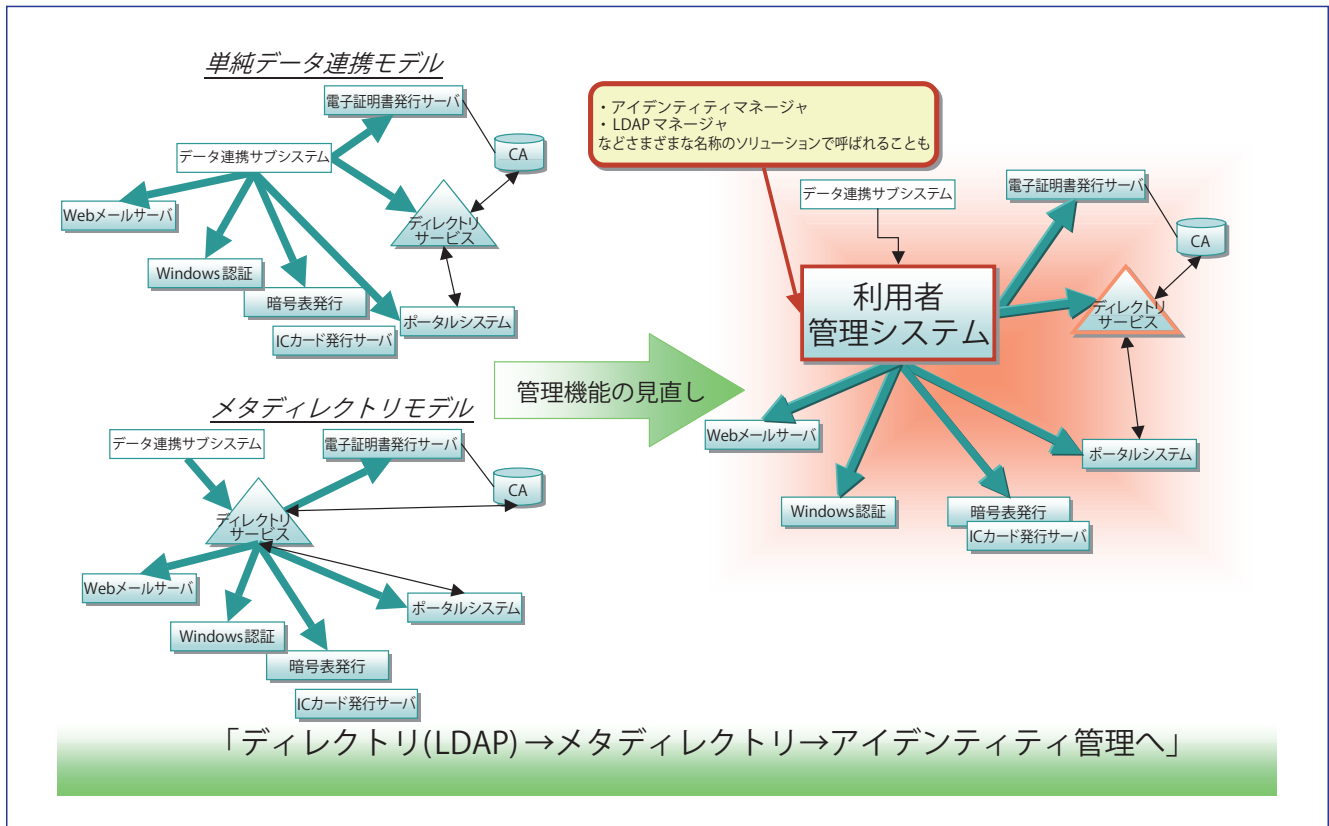 単純データ連携モデル
電子証明書発行サーバ
データ連携サブシステム
CA
Webメールサーバ
ディレクトリ
サービス
Windows認証
暗号表発行
ICカード発行サーバ
ポータルシステム
メタディレクトリモデル
データ連携サブシステム
電子証明書発行サーバ
CA
ディレクトリ
サービス
Webメールサーバ
ポータルシステム
Windows認証
暗号表発行
ICカード発行サーバ
管理機能の見直し
・アイデンティティマネージャ
・LDAPマネージャ
などさまざまな名称のソリューションで呼ばれることも
データ連携サブシステム
電子証明書発行サーバ
CA
利用者
管理システム
ディレクトリ
サービス
Webメールサーバ
ポータルシステム
Windows認証
暗号表発行
ICカード発行サーバ
「ディレクトリ(LDAP)→メタディレクトリ→アイデンティティ管理へ」